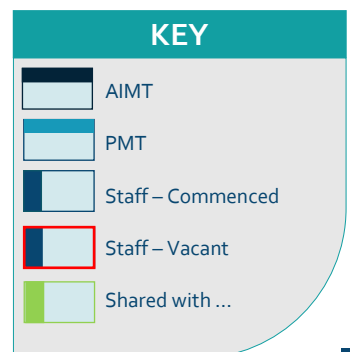 KEY
AIMT
PMT
Staff – Commenced
Staff – Vacant
Shared with ...